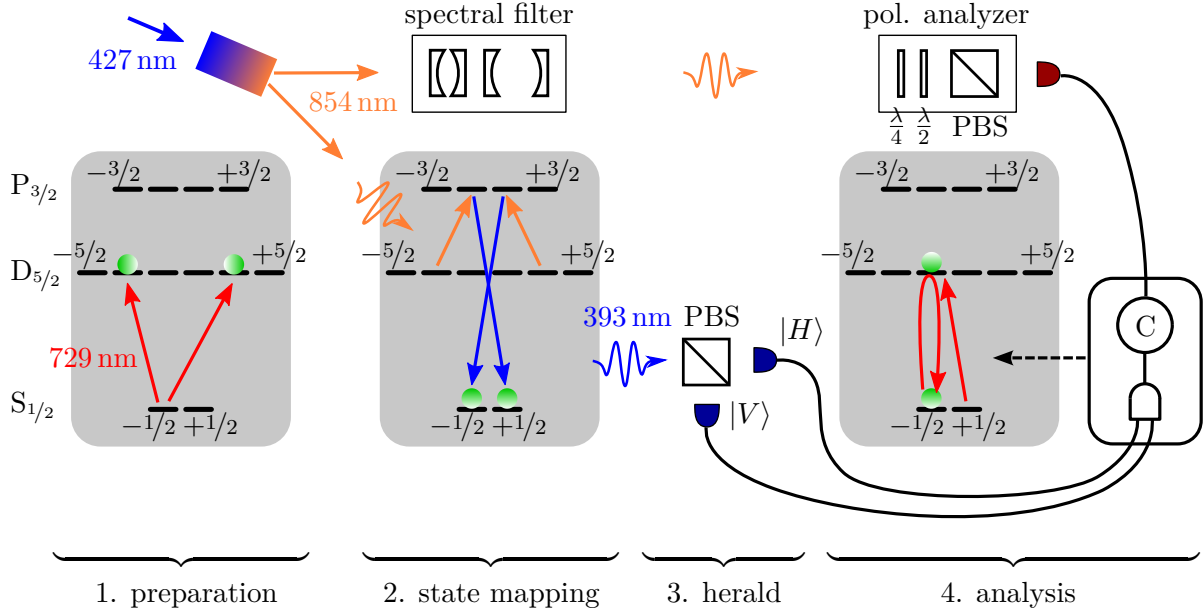 spectral filter
pol. analyzer
427 nm
854 nm
λ/4 λ/2 PBS
P3/2
−3/2 +3/2
−3/2 +3/2
−3/2 +3/2
D5/2
−5/2 +5/2
−5/2 +5/2
−5/2 +5/2
729 nm
393 nm
PBS
|H⟩
|V⟩
C
S1/2
−1/2 +1/2
−1/2 +1/2
−1/2 +1/2
1. preparation
2. state mapping
3. herald
4. analysis